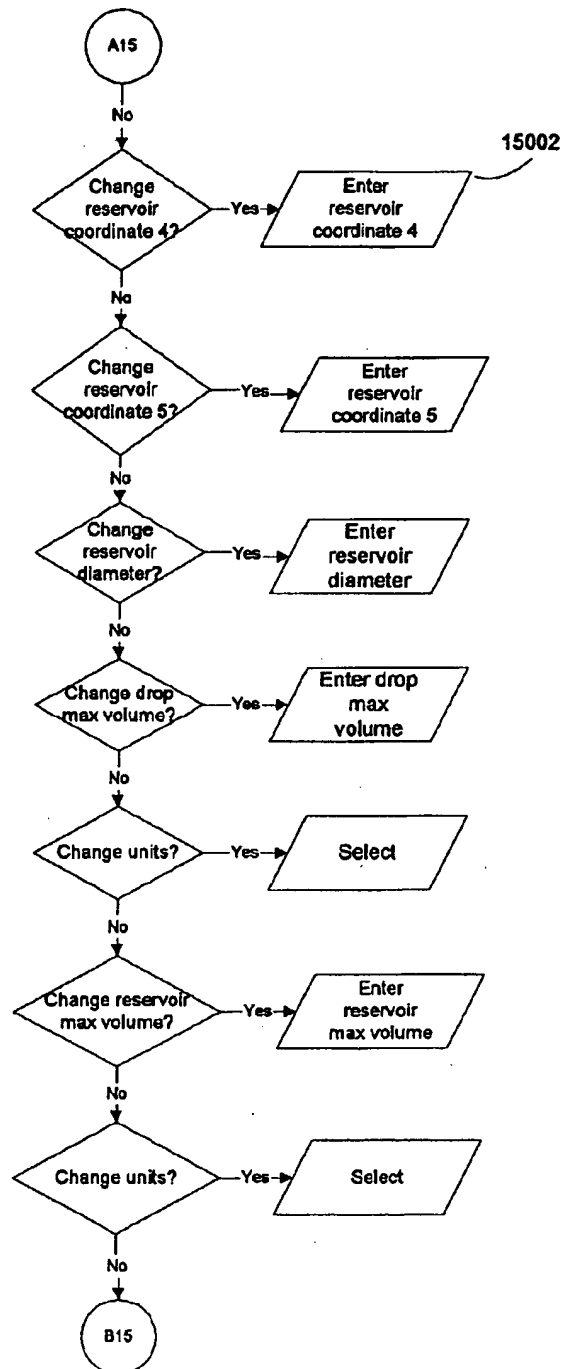 A15
No
15002
Change
reservoir
coordinate 4?
Yes
Enter
reservoir
coordinate 4
No
Change
reservoir
coordinate 5?
Yes
Enter
reservoir
coordinate 5
No
Change
reservoir
diameter?
Yes
Enter
reservoir
diameter
No
Change drop
max volume?
Yes
Enter drop
max
volume
No
Change units?
Yes
Select
No
Change reservoir
max volume?
Yes
Enter
reservoir
max volume
No
Change units?
Yes
Select
No
B15